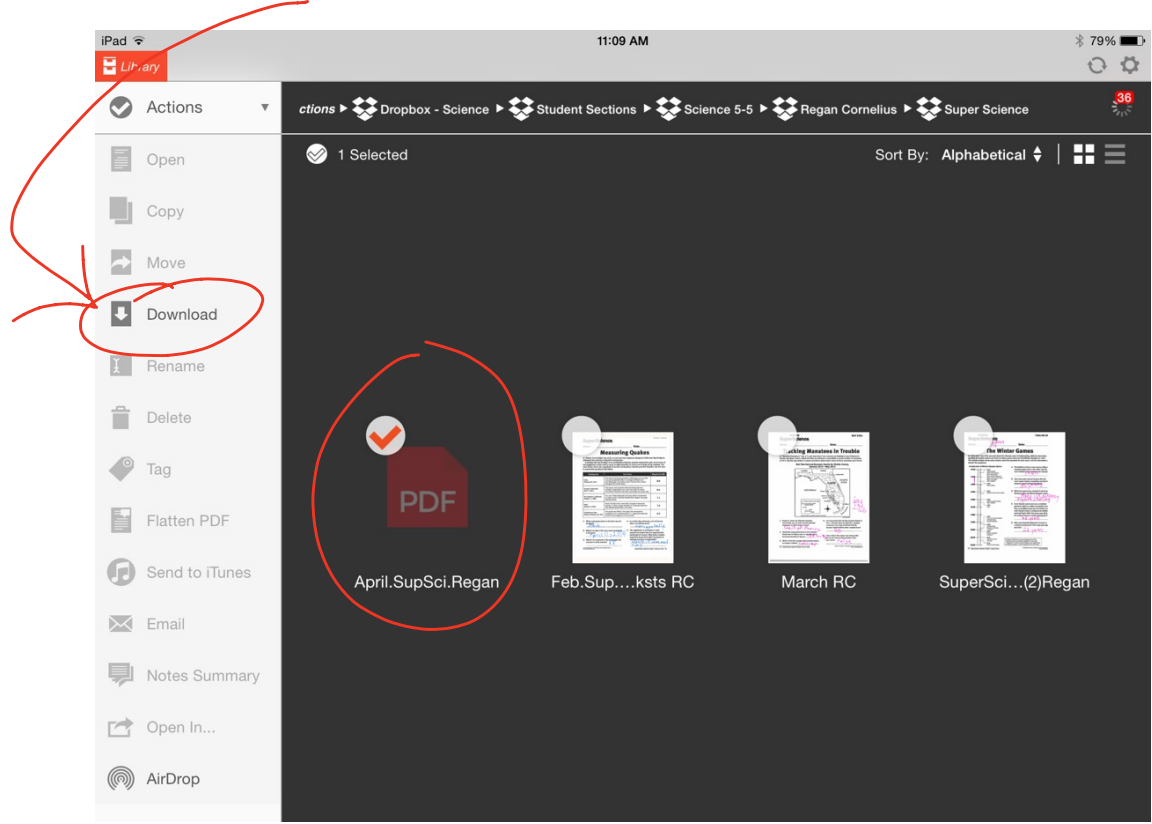 iPad 11:09 AM 79%
Library
Actions ▼ ctions ▶ Dropbox - Science ▶ Student Sections ▶ Science 5-5 ▶ Regan Cornelius ▶ Super Science 36
1 Selected Sort By: Alphabetical
Open
Copy
Move
Download
Rename
Delete
Tag
Flatten PDF
Send to iTunes
Email
Notes Summary
Open In...
AirDrop
PDF
Measuring Quakes
cking Manatees in Trouble
The Winter Games
April.SupSci.Regan
Feb.Sup....ksts RC
March RC
SuperSci...(2)Regan